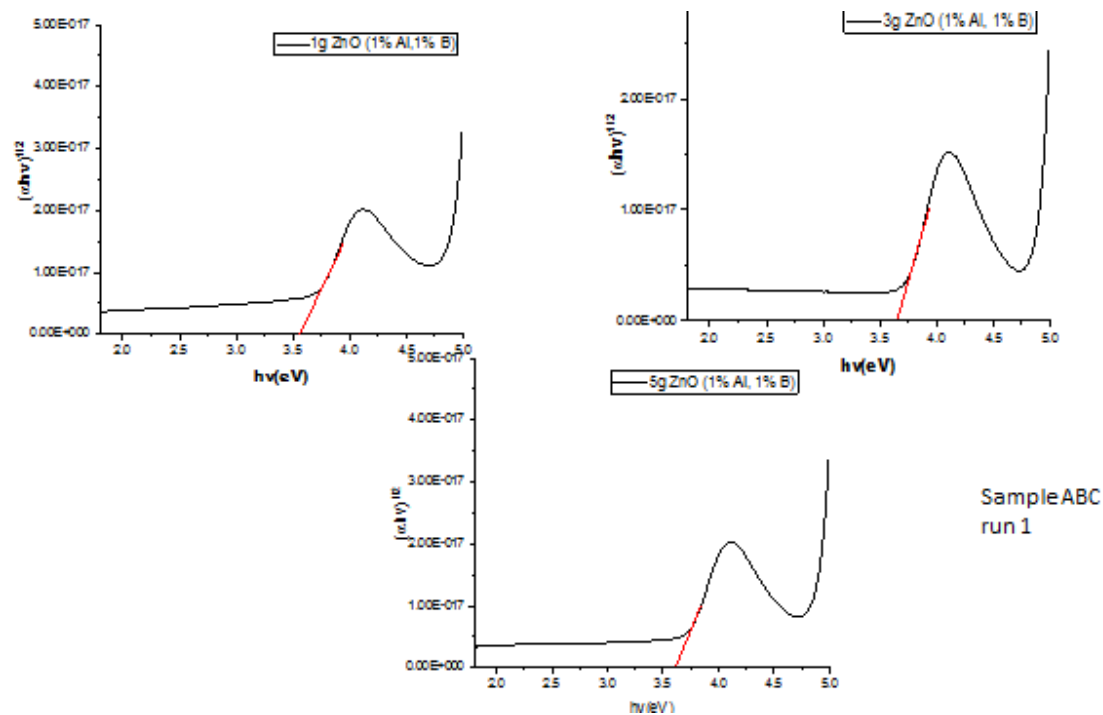 5.00E-017
4.00E-017
3.00E-017
2.00E-017
1.00E-017
0.00E+000
(αhν)^1/2
1g ZnO (1% Al,1% B)
2.0 2.5 3.0 3.5 4.0 4.5 5.0
hν(eV)
2.00E-017
1.00E-017
0.00E+000
(αhν)^1/2
3g ZnO (1% Al, 1% B)
2.0 2.5 3.0 3.5 4.0 4.5 5.0
hν(eV)
5.00E-017
4.00E-017
3.00E-017
2.00E-017
1.00E-017
0.00E+000
(αhν)^1/2
5g ZnO (1% Al, 1% B)
2.0 2.5 3.0 3.5 4.0 4.5 5.0
hν(eV)
Sample ABC
run 1